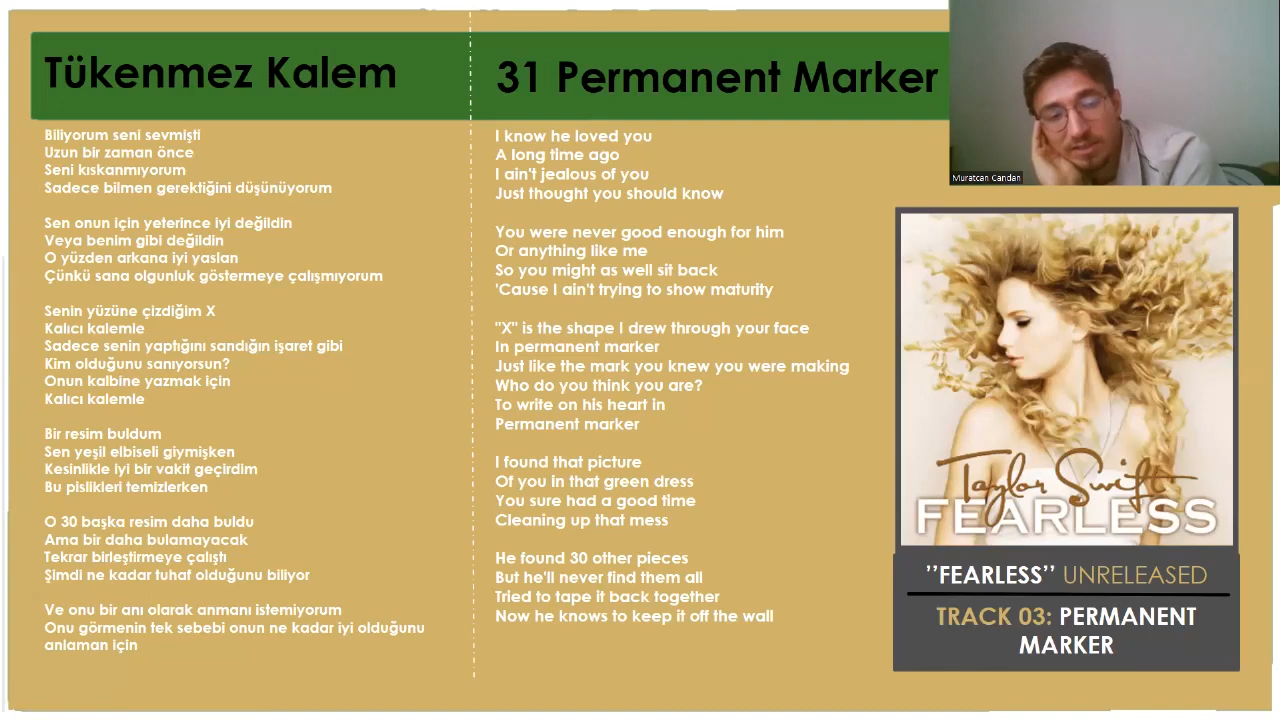 Tükenmez Kalem
Biliyorum seni sevmişti
Uzun bir zaman önce
Seni kıskanmıyorum
Sadece bilmen gerektiğini düşünüyorum
Sen onun için yeterince iyi değildin
Veya benim gibi değildin
O yüzden arkana iyi yaslan
Çünkü sana olgunluk göstermeye çalışmıyorum
Senin yüzüne çizdiğim X
Kalıcı kalemle
Sadece senin yaptığını sandığın işaret gibi
Kim olduğunu sanıyorsun?
Onun kalbine yazmak için
Kalıcı kalemle
Bir resim buldum
Sen yeşil elbiseli giymişken
Kesinlikle iyi bir vakit geçirdim
Bu pislikleri temizlerken
O 30 başka resim daha buldu
Ama bir daha bulamayacak
Tekrar birleştirmeye çalıştı
Şimdi ne kadar tuhaf olduğunu biliyor
Ve onu bir anı olarak anmanı istemiyorum
Onu görmenin tek sebebi onun ne kadar iyi olduğunu
anlaman için
31 Permanent Marker
I know he loved you
A long time ago
I ain't jealous of you
Just thought you should know
You were never good enough for him
Or anything like me
So you might as well sit back
'Cause I ain't trying to show maturity
"X" is the shape I drew through your face
In permanent marker
Just like the mark you knew you were making
Who do you think you are?
To write on his heart in
Permanent marker
I found that picture
Of you in that green dress
You sure had a good time
Cleaning up that mess
He found 30 other pieces
But he'll never find them all
Tried to tape it back together
Now he knows to keep it off the wall
Muratcan Candan
Taylor Swift
FEARLESS
’’FEARLESS’’ UNRELEASED
TRACK 03: PERMANENT
MARKER